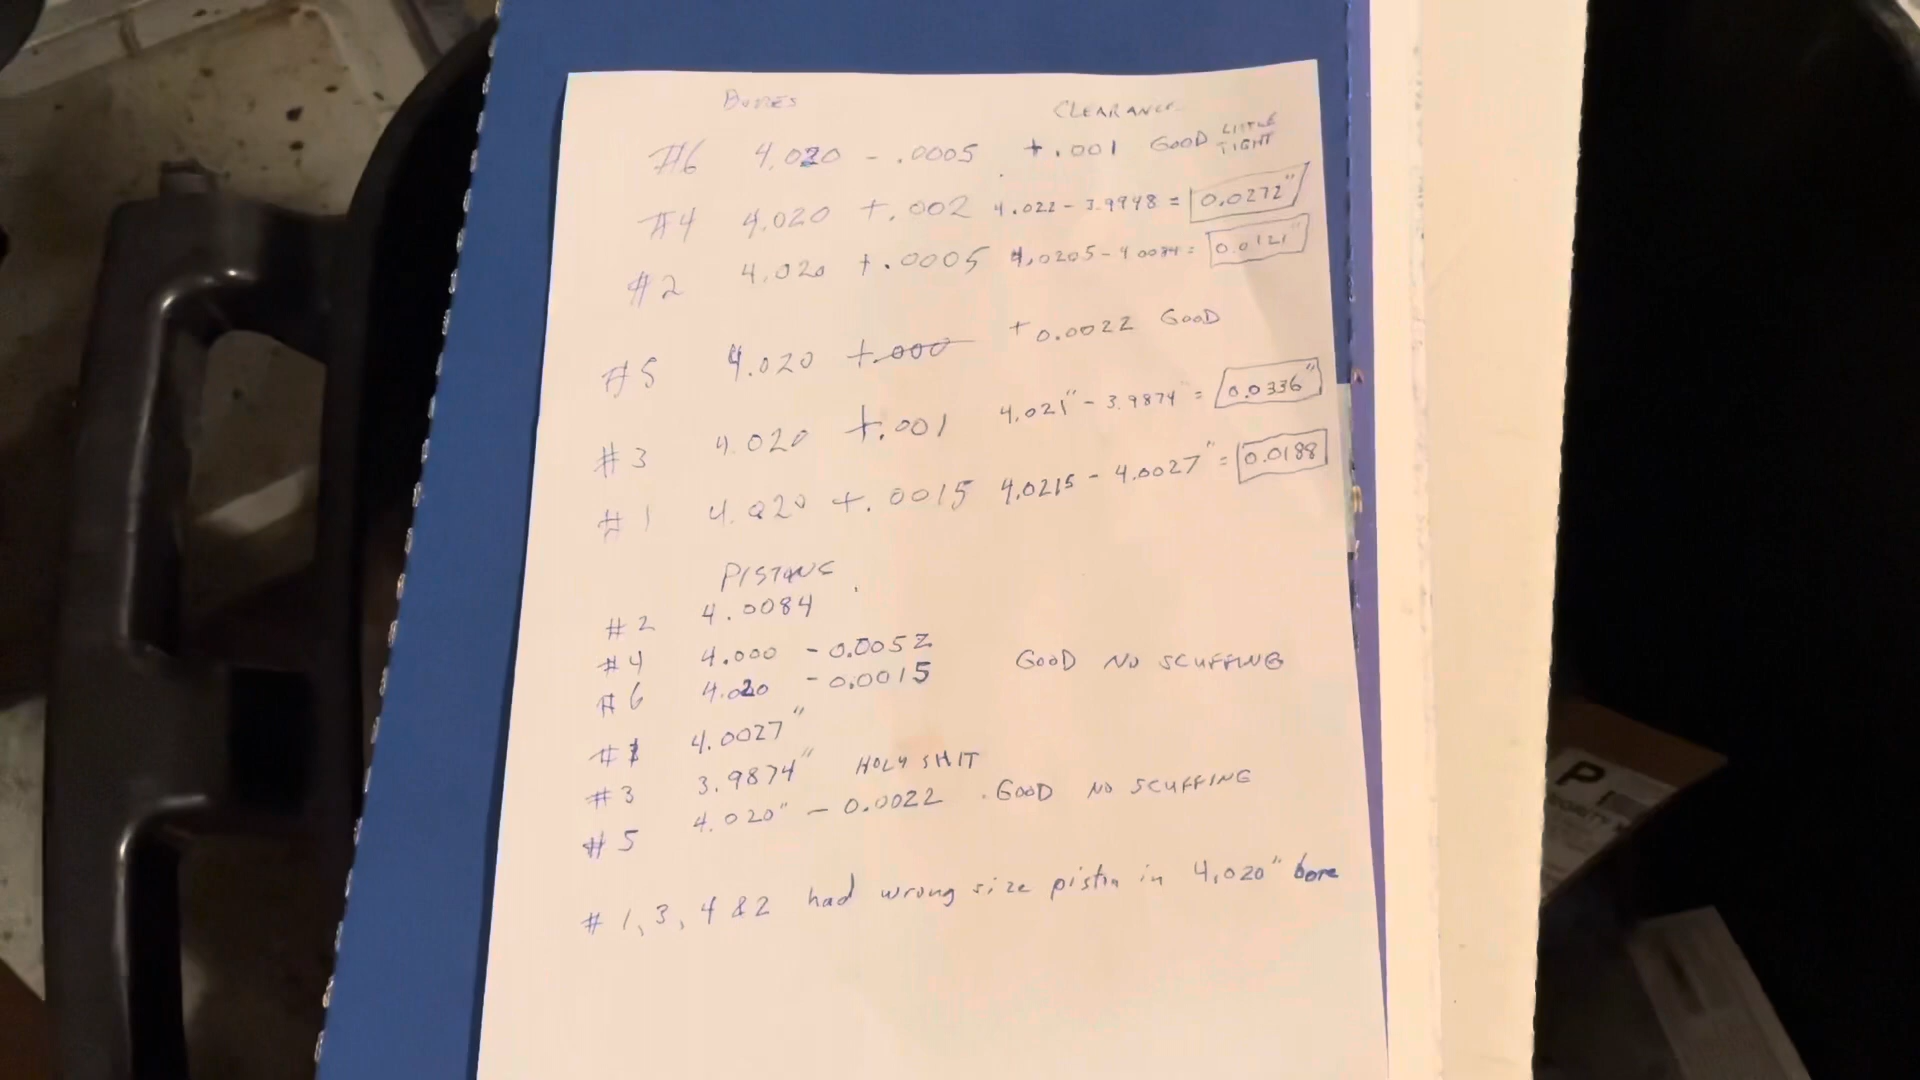 BORES CLEARANCE
#6 4.020 - .0005 +.001 GOOD LITTLE TIGHT
#4 4.020 +.002 4.022 - 3.9948 = 0.0272"
#2 4.020 +.0005 4.0205 - 4.0084 = 0.0121"
#5 4.020 +.000 +0.0022 GOOD
#3 4.020 +.001 4.021" - 3.9874" = 0.0336"
#1 4.020 +.0015 4.0215 - 4.0027" = 0.0188
PISTONS
#2 4.0084
#4 4.000 - 0.0052
#6 4.020 - 0.0015 GOOD NO SCUFFING
#1 4.0027"
#3 3.9874" HOLY SHIT
#5 4.020" - 0.0022 . GOOD NO SCUFFING
# 1, 3, 4 & 2 had wrong size piston in 4.020" bore
P